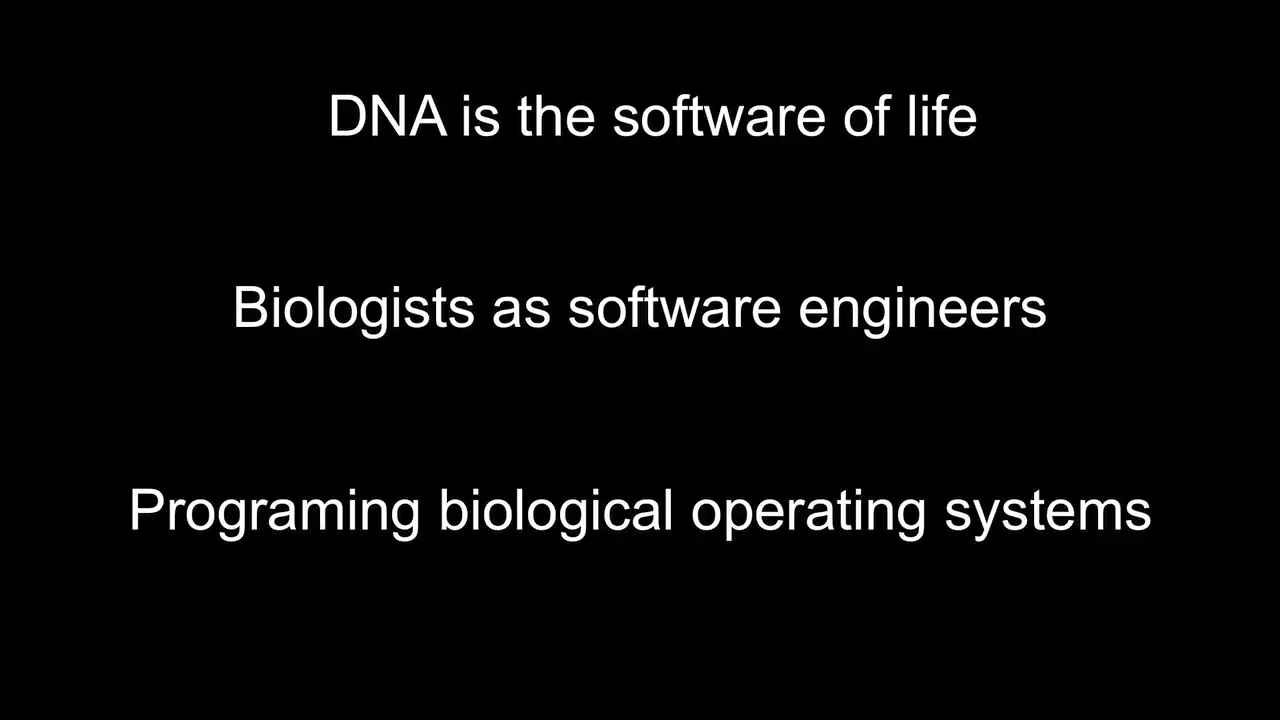 DNA is the software of life
Biologists as software engineers
Programing biological operating systems